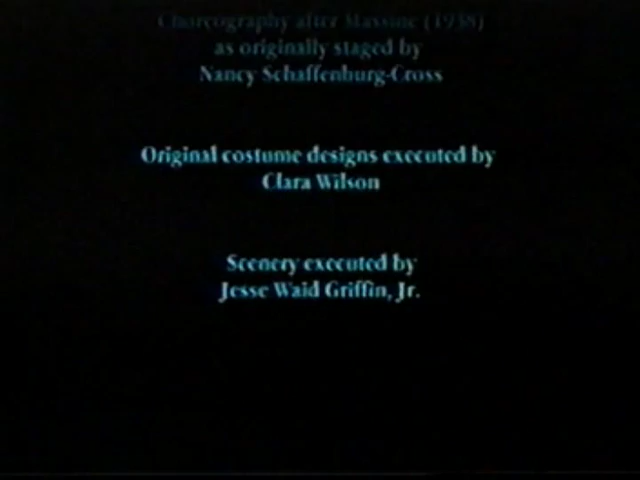 Choreography after Massine (1938)
as originally staged by
Nancy Schaffenburg-Cross
Original costume designs executed by
Clara Wilson
Scenery executed by
Jesse Waid Griffin, Jr.